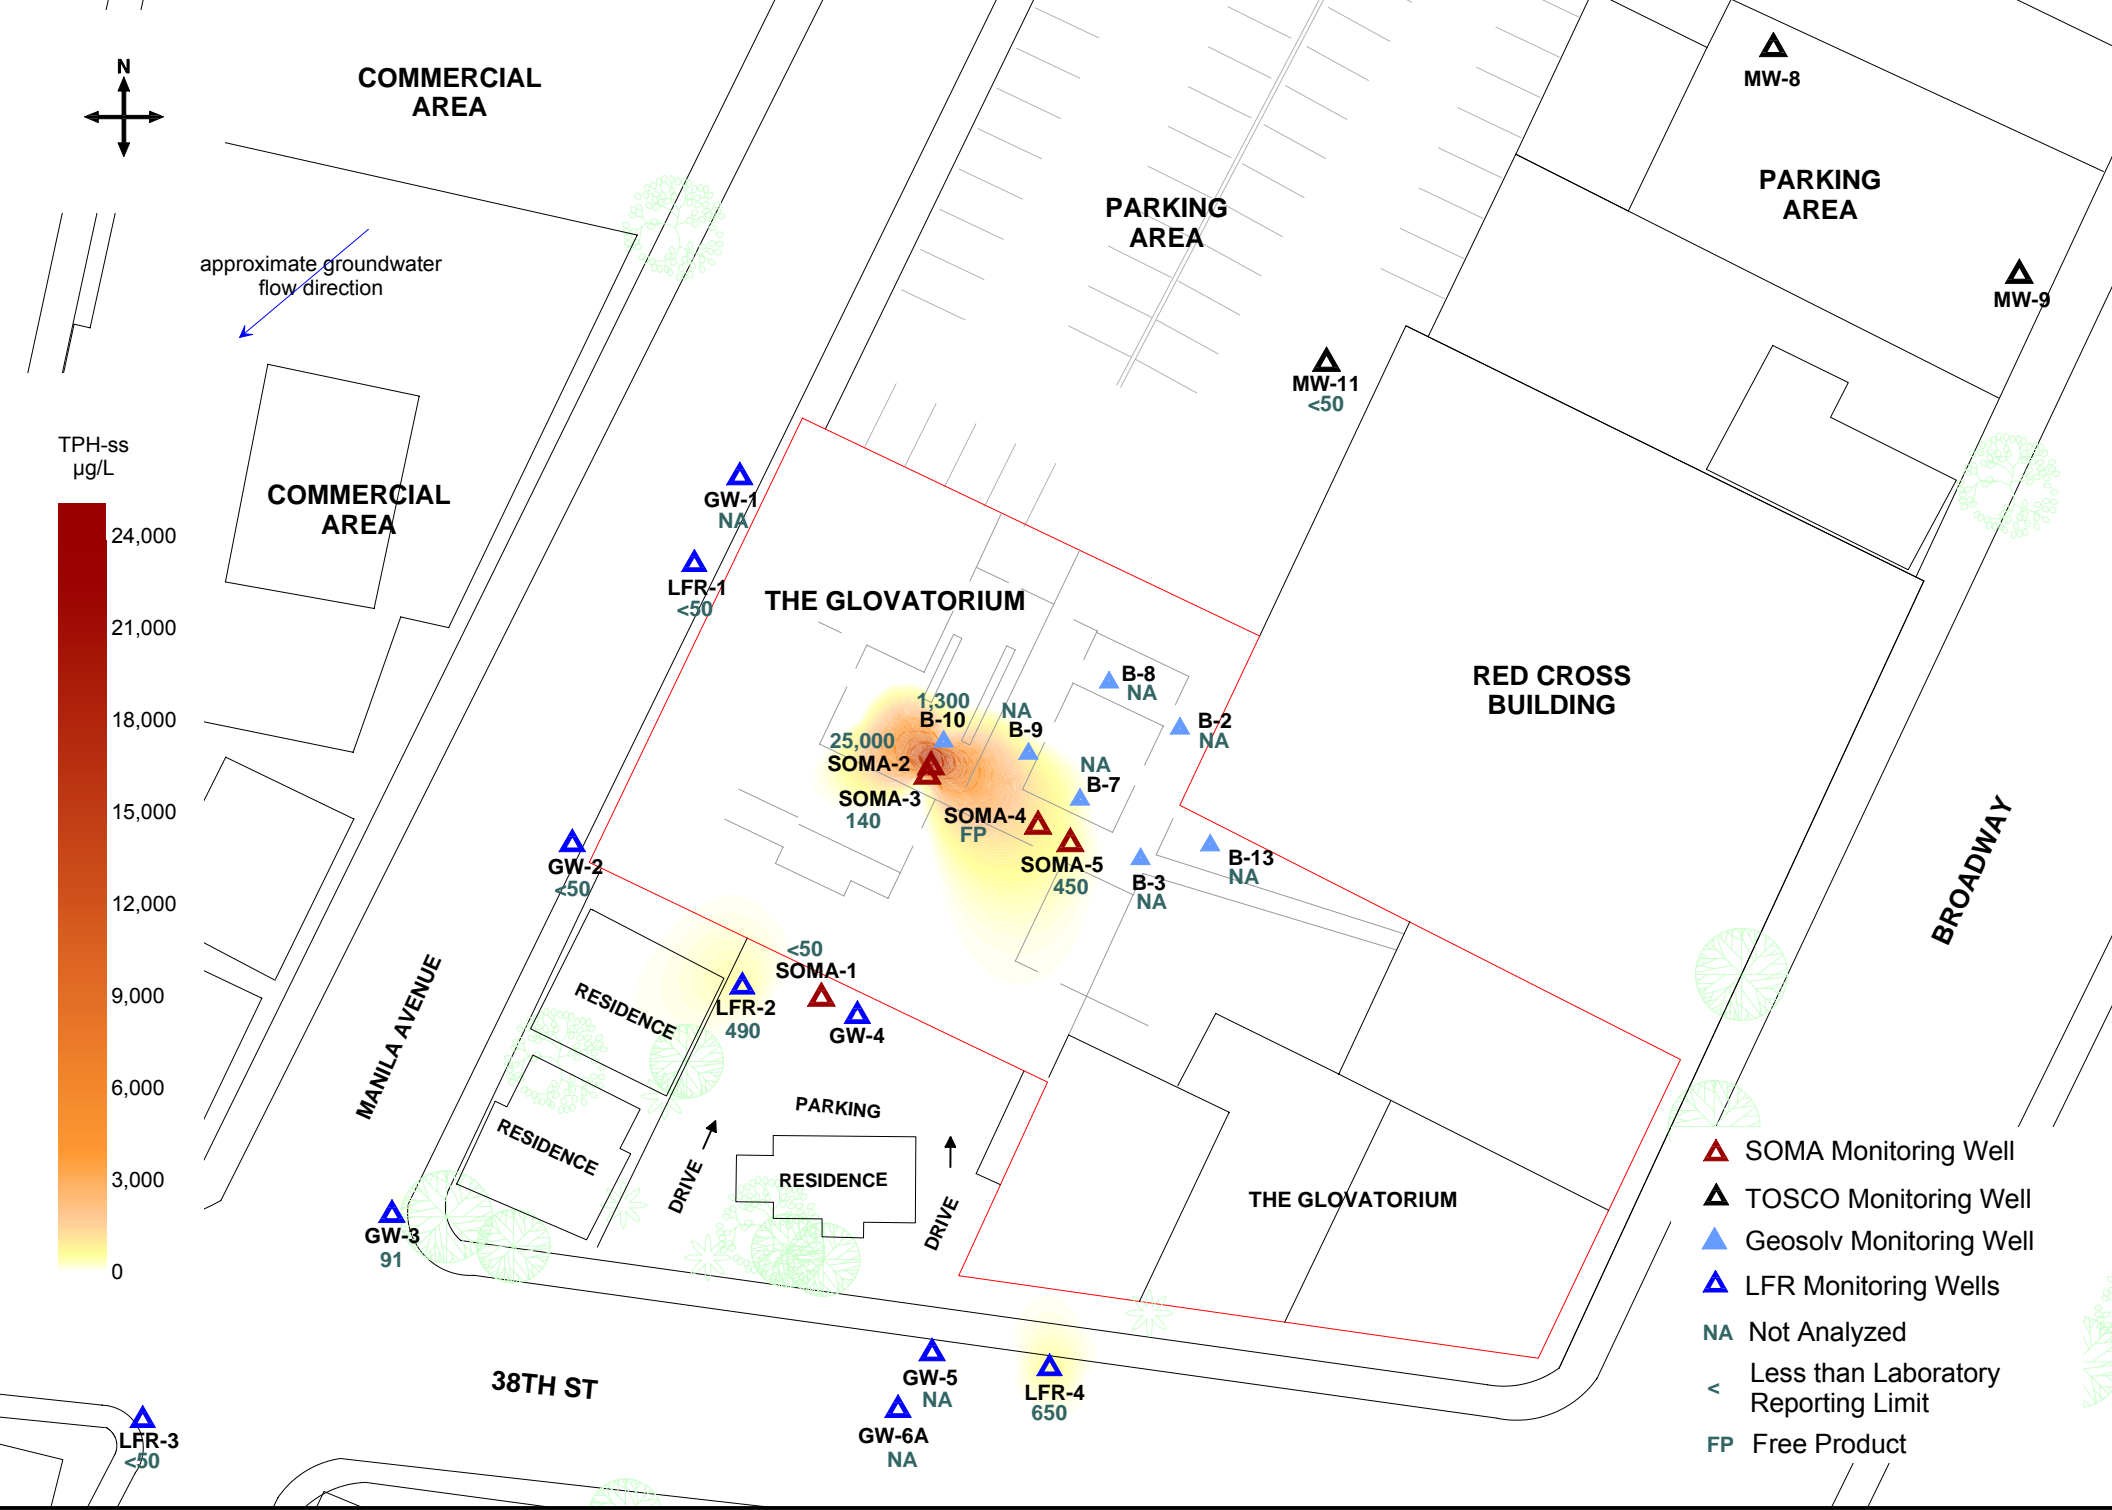 N
COMMERCIAL
AREA
MW-8
PARKING
AREA
PARKING
AREA
approximate groundwater
flow direction
MW-9
MW-11
<50
TPH-ss
µg/L
24,000
21,000
18,000
15,000
12,000
9,000
6,000
3,000
0
COMMERCIAL
AREA
GW-1
NA
LFR-1
<50
THE GLOVATORIUM
RED CROSS
BUILDING
B-8
NA
1,300
B-10
NA
B-9
B-2
NA
25,000
SOMA-2
NA
B-7
SOMA-3
140
SOMA-4
FP
SOMA-5
450
B-13
NA
B-3
NA
GW-2
<50
BROADWAY
<50
SOMA-1
LFR-2
490
GW-4
RESIDENCE
MANILA AVENUE
PARKING
RESIDENCE
RESIDENCE
DRIVE
DRIVE
THE GLOVATORIUM
GW-3
91
38TH ST
GW-5
NA
LFR-4
650
GW-6A
NA
LFR-3
<50
SOMA Monitoring Well
TOSCO Monitoring Well
Geosolv Monitoring Well
LFR Monitoring Wells
NA Not Analyzed
< Less than Laboratory
Reporting Limit
FP Free Product